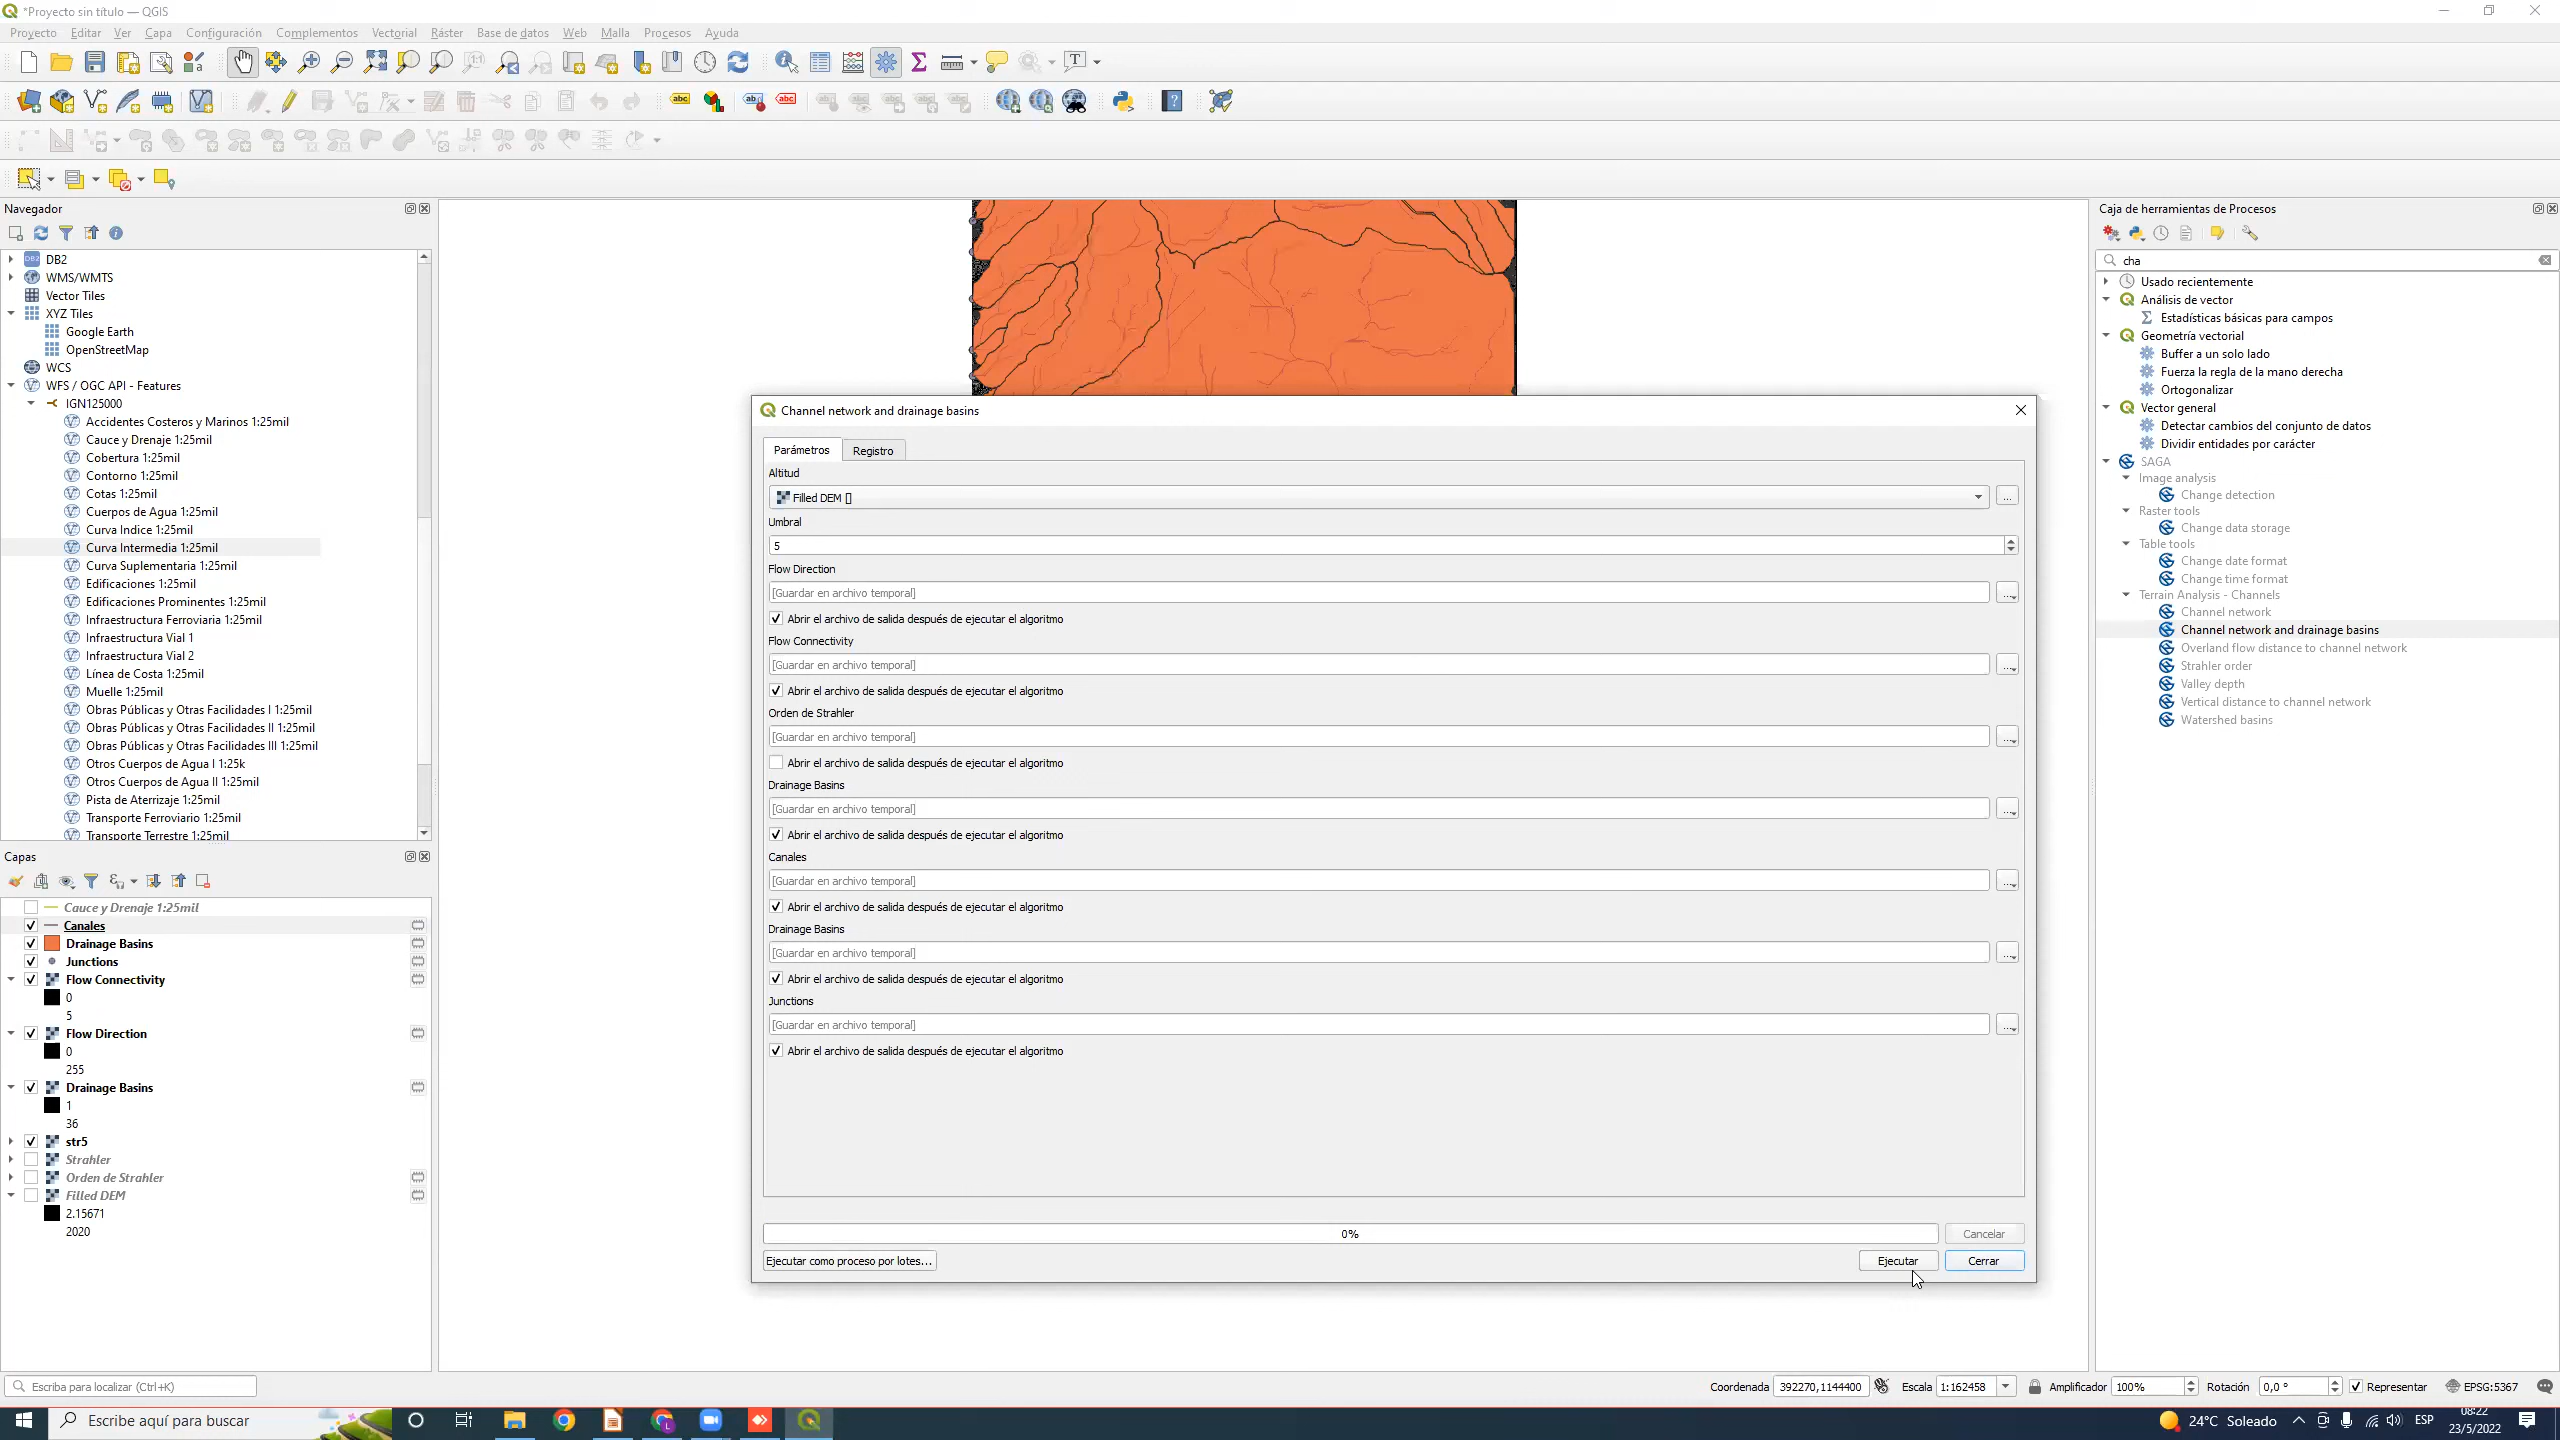 *Proyecto sin título — QGIS
Proyecto Editar Ver Capa Configuración Complementos Vectorial Ráster Base de datos Web Malla Procesos Ayuda
Navegador
DB2
WMS/WMTS
Vector Tiles
XYZ Tiles
Google Earth
OpenStreetMap
WCS
WFS / OGC API - Features
IGN125000
Accidentes Costeros y Marinos 1:25mil
Cauce y Drenaje 1:25mil
Cobertura 1:25mil
Contorno 1:25mil
Cotas 1:25mil
Cuerpos de Agua 1:25mil
Curva Indice 1:25mil
Curva Intermedia 1:25mil
Curva Suplementaria 1:25mil
Edificaciones 1:25mil
Edificaciones Prominentes 1:25mil
Infraestructura Ferroviaria 1:25mil
Infraestructura Vial 1
Infraestructura Vial 2
Línea de Costa 1:25mil
Muelle 1:25mil
Obras Públicas y Otras Facilidades I 1:25mil
Obras Públicas y Otras Facilidades II 1:25mil
Obras Públicas y Otras Facilidades III 1:25mil
Otros Cuerpos de Agua I 1:25k
Otros Cuerpos de Agua II 1:25mil
Pista de Aterrizaje 1:25mil
Transporte Ferroviario 1:25mil
Transporte Terrestre 1:25mil
Capas
Cauce y Drenaje 1:25mil
Canales
Drainage Basins
Junctions
Flow Connectivity
0
5
Flow Direction
0
255
Drainage Basins
1
36
str5
Strahler
Orden de Strahler
Filled DEM
2.15671
2020
Channel network and drainage basins
Parámetros Registro
Altitud
Filled DEM []
Umbral
5
Flow Direction
[Guardar en archivo temporal]
Abrir el archivo de salida después de ejecutar el algoritmo
Flow Connectivity
[Guardar en archivo temporal]
Abrir el archivo de salida después de ejecutar el algoritmo
Orden de Strahler
[Guardar en archivo temporal]
Abrir el archivo de salida después de ejecutar el algoritmo
Drainage Basins
[Guardar en archivo temporal]
Abrir el archivo de salida después de ejecutar el algoritmo
Canales
[Guardar en archivo temporal]
Abrir el archivo de salida después de ejecutar el algoritmo
Drainage Basins
[Guardar en archivo temporal]
Abrir el archivo de salida después de ejecutar el algoritmo
Junctions
[Guardar en archivo temporal]
Abrir el archivo de salida después de ejecutar el algoritmo
0%
Cancelar
Ejecutar como proceso por lotes...
Ejecutar
Cerrar
Caja de herramientas de Procesos
cha
Usado recientemente
Análisis de vector
Estadísticas básicas para campos
Geometría vectorial
Buffer a un solo lado
Fuerza la regla de la mano derecha
Ortogonalizar
Vector general
Detectar cambios del conjunto de datos
Dividir entidades por carácter
SAGA
Image analysis
Change detection
Raster tools
Change data storage
Table tools
Change date format
Change time format
Terrain Analysis - Channels
Channel network
Channel network and drainage basins
Overland flow distance to channel network
Strahler order
Valley depth
Vertical distance to channel network
Watershed basins
Escriba para localizar (Ctrl+K)
Coordenada 392270,1144400 Escala 1:162458 Amplificador 100% Rotación 0,0 ° Representar EPSG:5367
Escribe aquí para buscar
24°C Soleado
ESP
08:22
23/5/2022